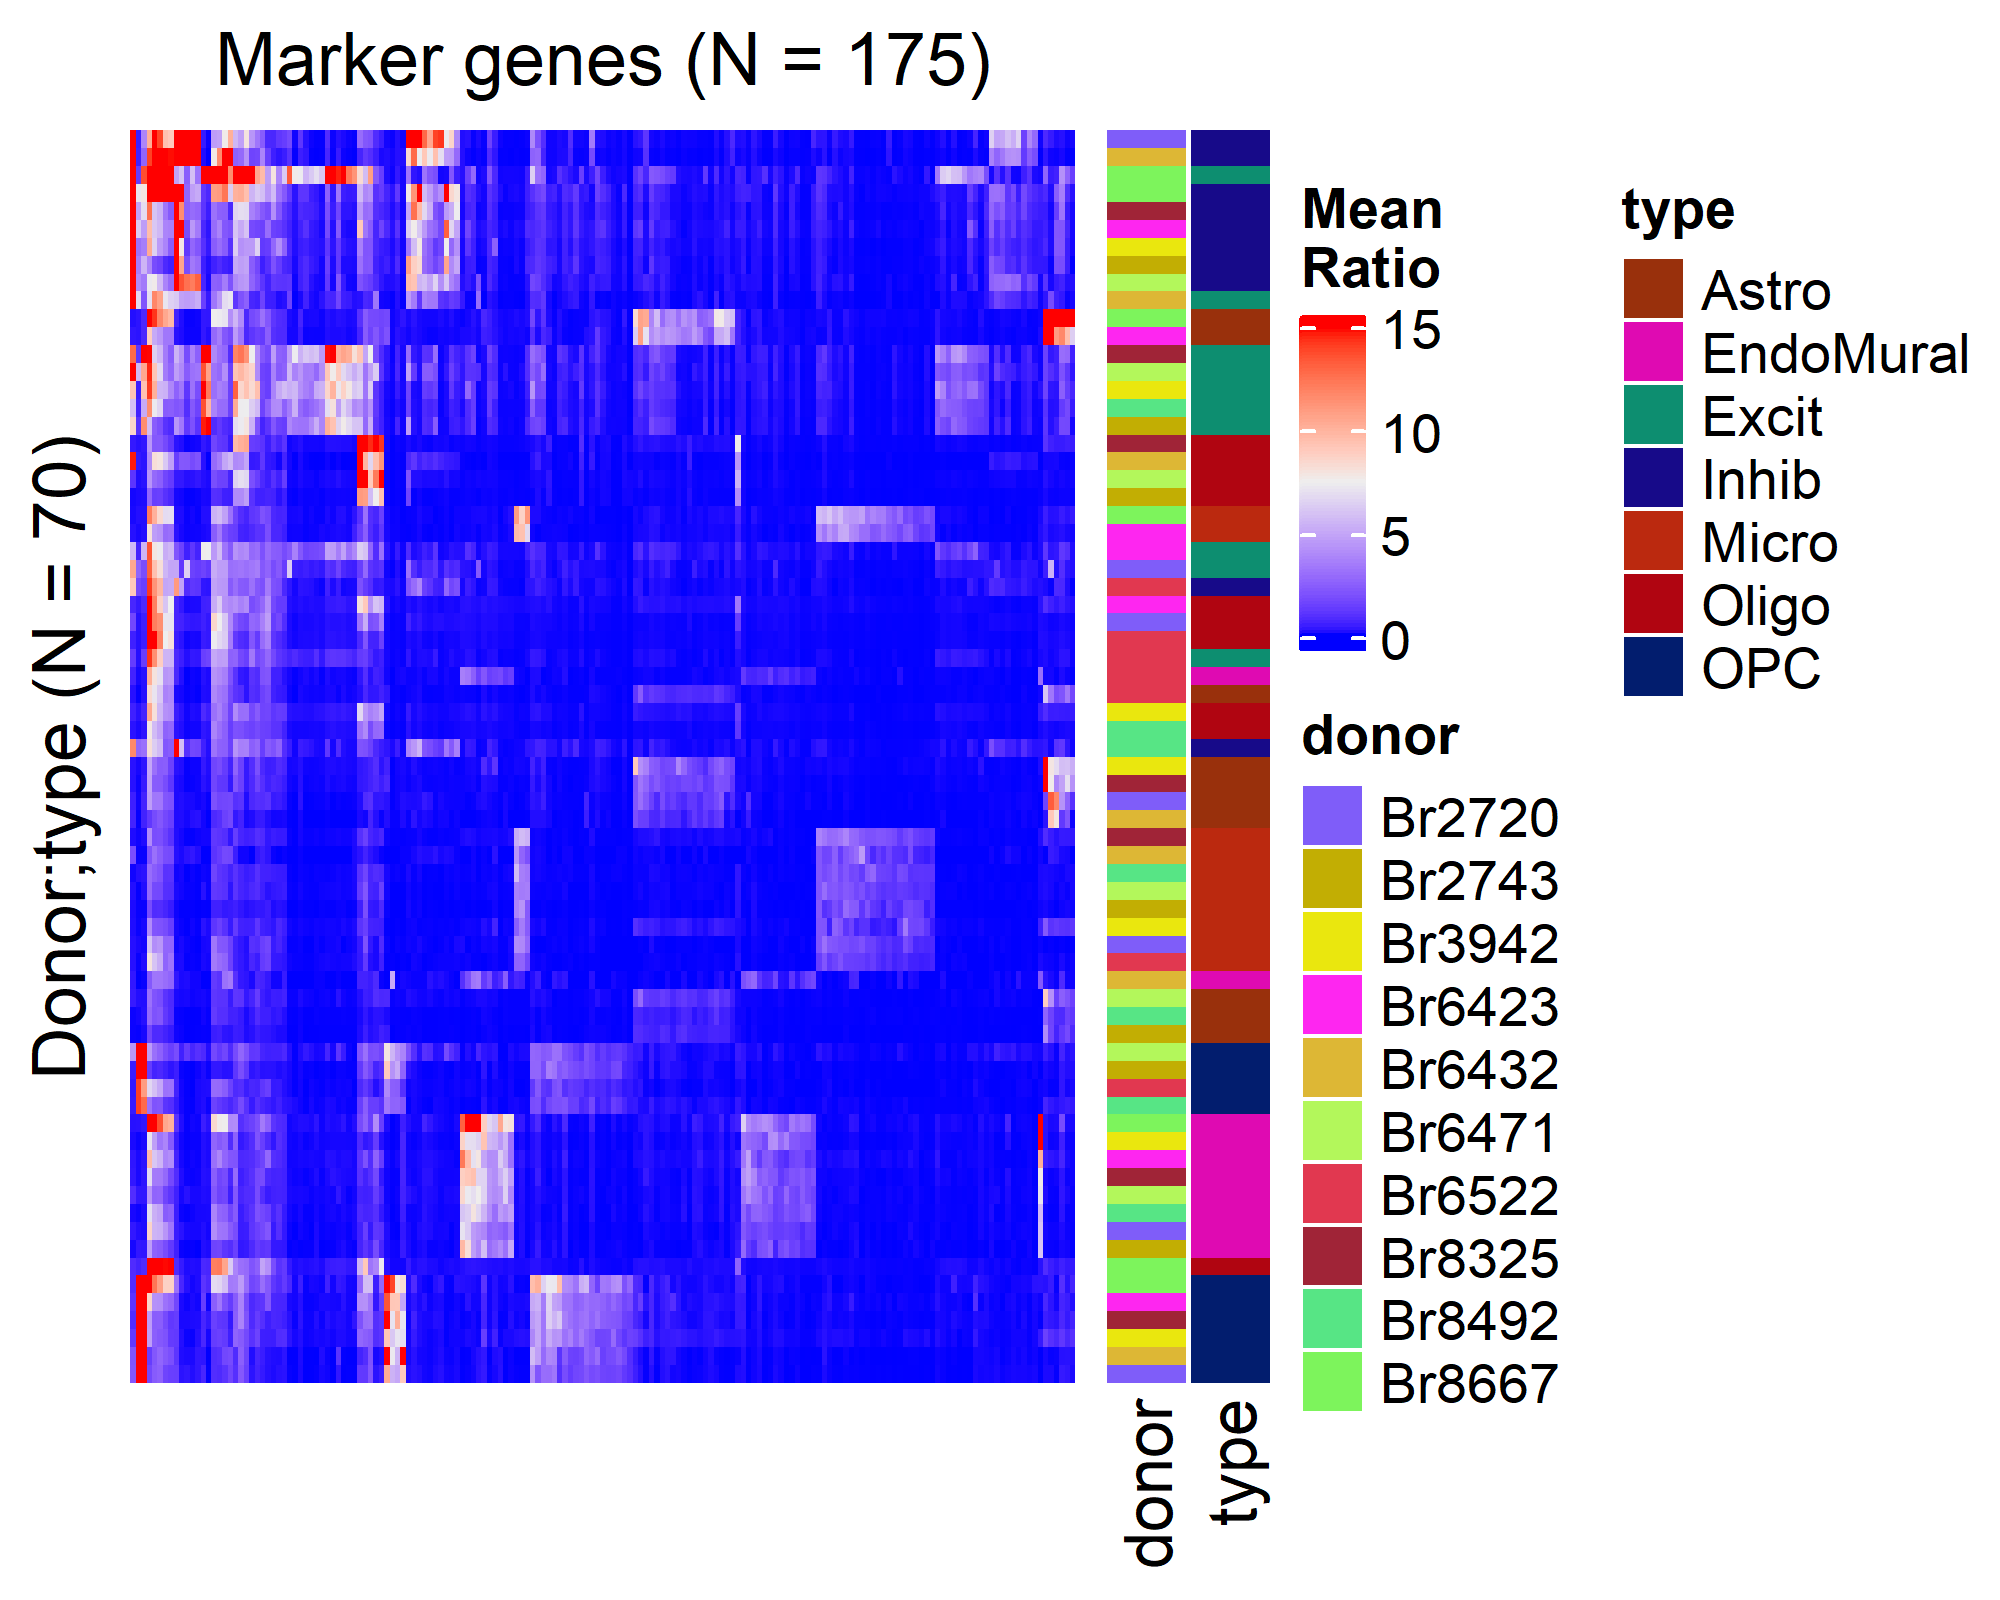 Marker genes (N = 175)
Donor;type (N = 70)
donor
type
Mean
Ratio
15
10
5
0
donor
Br2720
Br2743
Br3942
Br6423
Br6432
Br6471
Br6522
Br8325
Br8492
Br8667
type
Astro
EndoMural
Excit
Inhib
Micro
Oligo
OPC